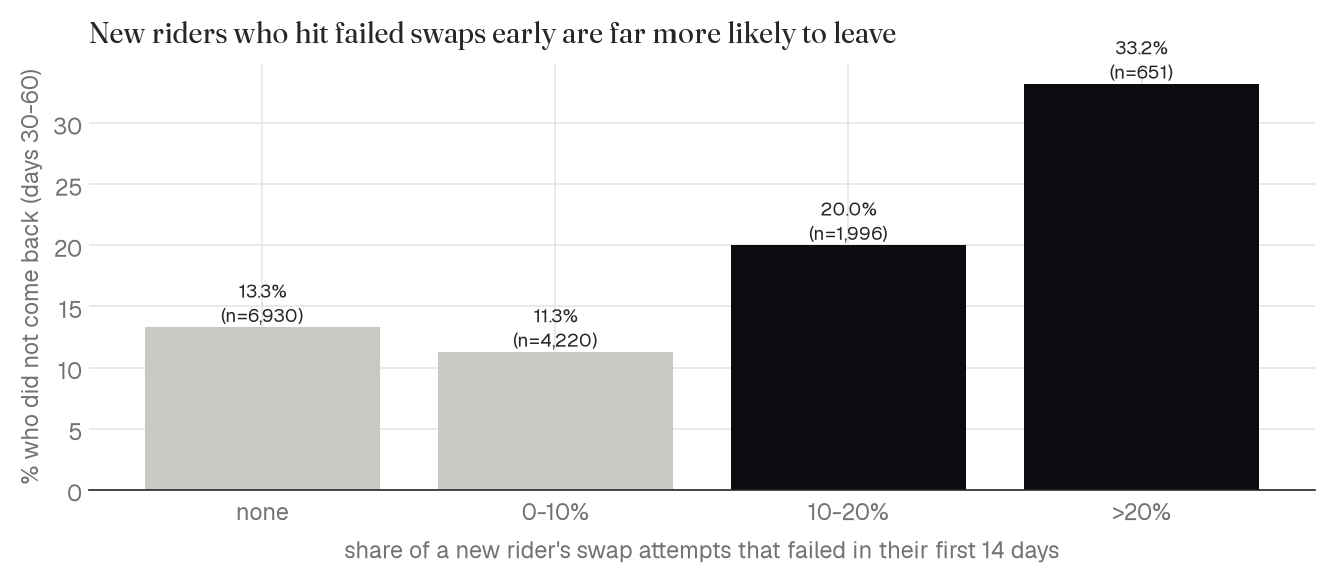 New riders who hit failed swaps early are far more likely to leave
% who did not come back (days 30–60)
30
25
20
15
10
5
0
13.3%
(n=6,930)
11.3%
(n=4,220)
20.0%
(n=1,996)
33.2%
(n=651)
none
0–10%
10–20%
>20%
share of a new rider's swap attempts that failed in their first 14 days